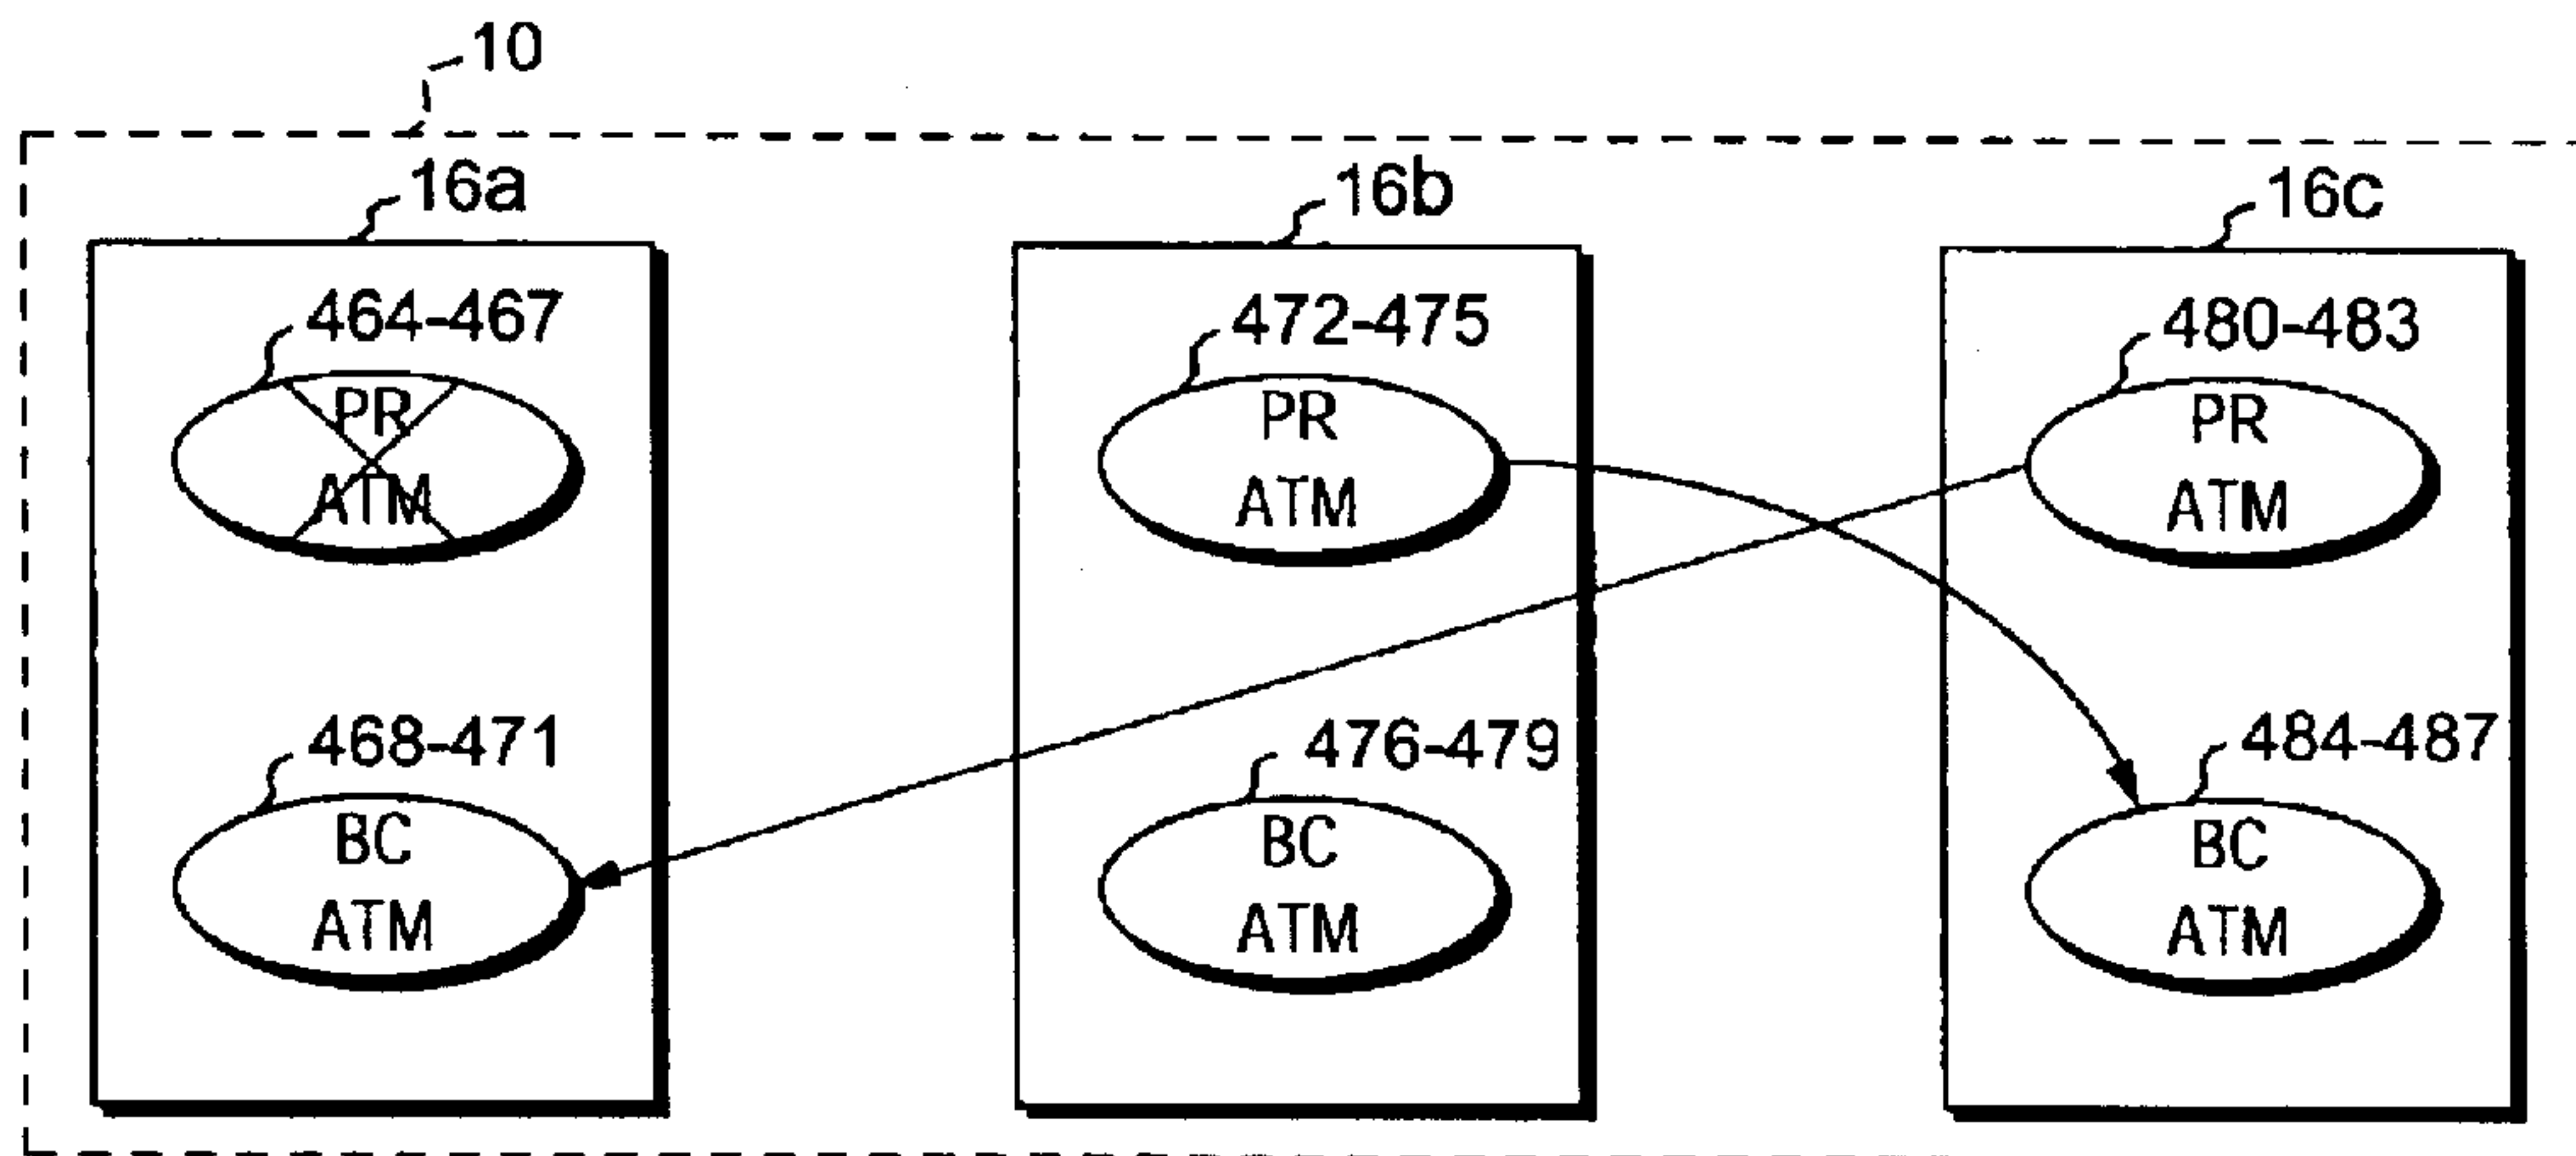 10
16a
16b
16c
464-467
472-475
480-483
PR
ATM
PR
ATM
PR
ATM
468-471
476-479
484-487
BC
ATM
BC
ATM
BC
ATM